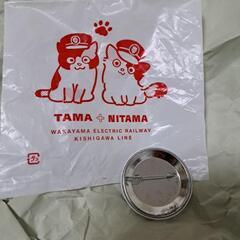 TAMA + NITAMA
WAKAYAMA ELECTRIC RAILWAY
KISHIGAWA LINE